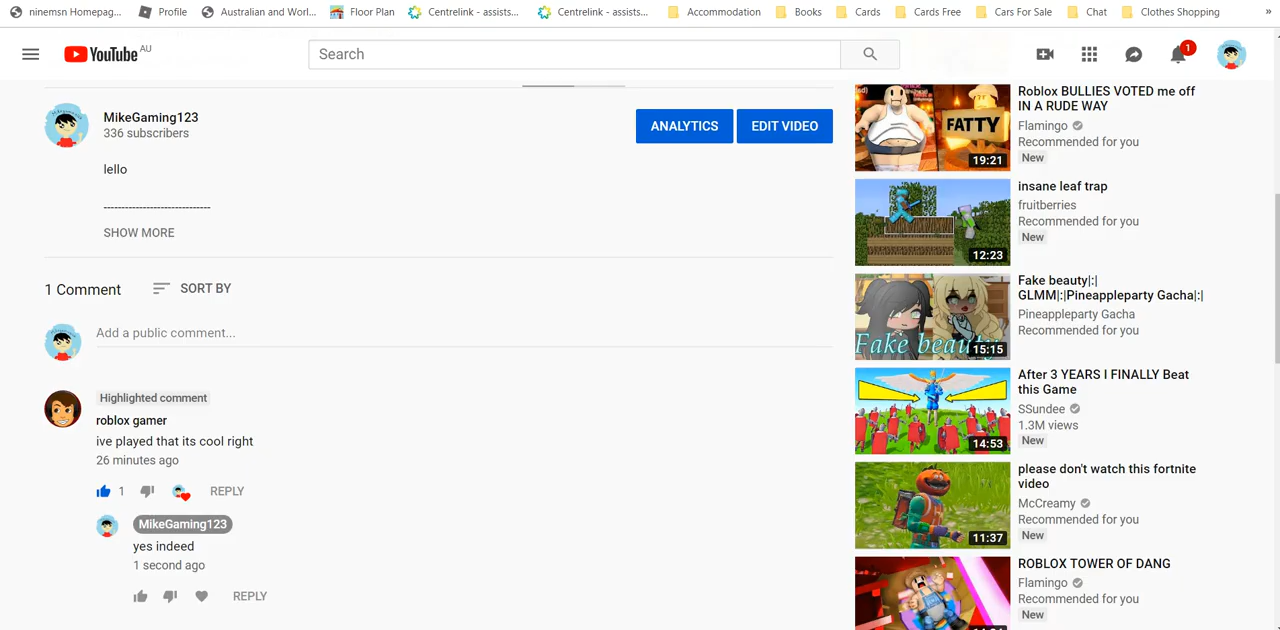 ninemsn Homepag...
Profile
Australian and Worl...
Floor Plan
Centrelink - assists...
Centrelink - assists...
Accommodation
Books
Cards
Cards Free
Cars For Sale
Chat
Clothes Shopping
»
YouTube AU
Search
1
MikeGaming123
336 subscribers
ANALYTICS
EDIT VIDEO
lello
------------------------------
SHOW MORE
1 Comment
SORT BY
Add a public comment...
Highlighted comment
roblox gamer
ive played that its cool right
26 minutes ago
1
REPLY
MikeGaming123
yes indeed
1 second ago
REPLY
FATTY
19:21
Roblox BULLIES VOTED me off
IN A RUDE WAY
Flamingo
Recommended for you
New
12:23
insane leaf trap
fruitberries
Recommended for you
New
Fake beauty
15:15
Fake beauty|:|
GLMM|:|Pineappleparty Gacha|:|
Pineappleparty Gacha
Recommended for you
14:53
After 3 YEARS I FINALLY Beat
this Game
SSundee
1.3M views
New
11:37
please don't watch this fortnite
video
McCreamy
Recommended for you
New
ROBLOX TOWER OF DANG
Flamingo
Recommended for you
New